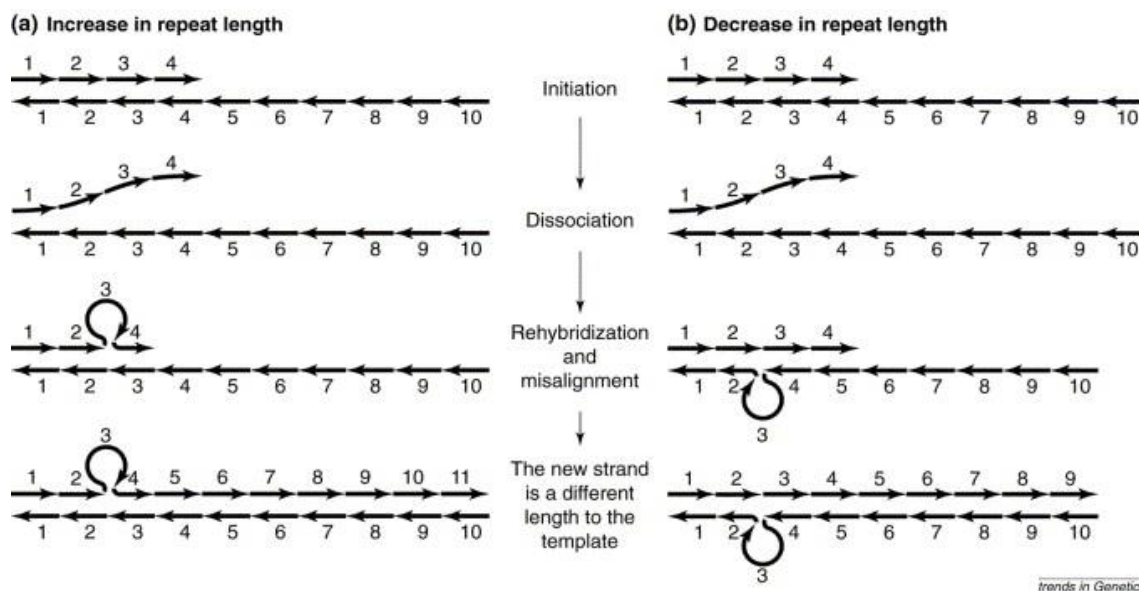 (a) Increase in repeat length
(b) Decrease in repeat length
1 2 3 4
1 2 3 4 5 6 7 8 9 10
Initiation
1 2 3 4
1 2 3 4 5 6 7 8 9 10
1 2 3 4
1 2 3 4 5 6 7 8 9 10
Dissociation
1 2 3 4
1 2 3 4 5 6 7 8 9 10
1 2 3 4
1 2 3 4 5 6 7 8 9 10
Rehybridization
and
misalignment
1 2 3 4
1 2 3 4 5 6 7 8 9 10
1 2 3 4 5 6 7 8 9 10 11
1 2 3 4 5 6 7 8 9 10
The new strand
is a different
length to the
template
1 2 3 4 5 6 7 8 9
1 2 3 4 5 6 7 8 9 10
trends in Genetic